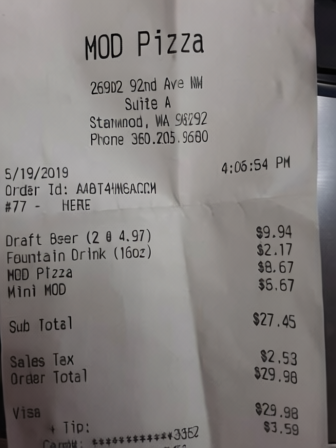 MOD Pizza
26902 92nd Ave NW
Suite A
Stanwood, WA 98292
Phone 360.205.9680
5/19/2019 4:06:54 PM
Order Id:
#77 - HERE
Draft Beer (2 @ 4.97) $9.94
Fountain Drink (16oz) $2.17
MOD Pizza $8.67
Mini MOD $6.67
Sub Total $27.45
Sales Tax $2.53
Order Total $29.98
Visa $29.98
+ Tip: $3.59
Card#: ************3352